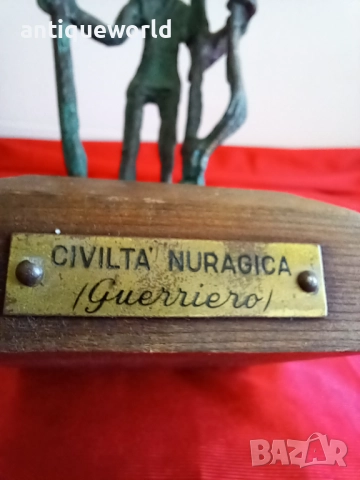 antiqueworld
CIVILTA' NURAGICA
(Guerriero)
BAZAR